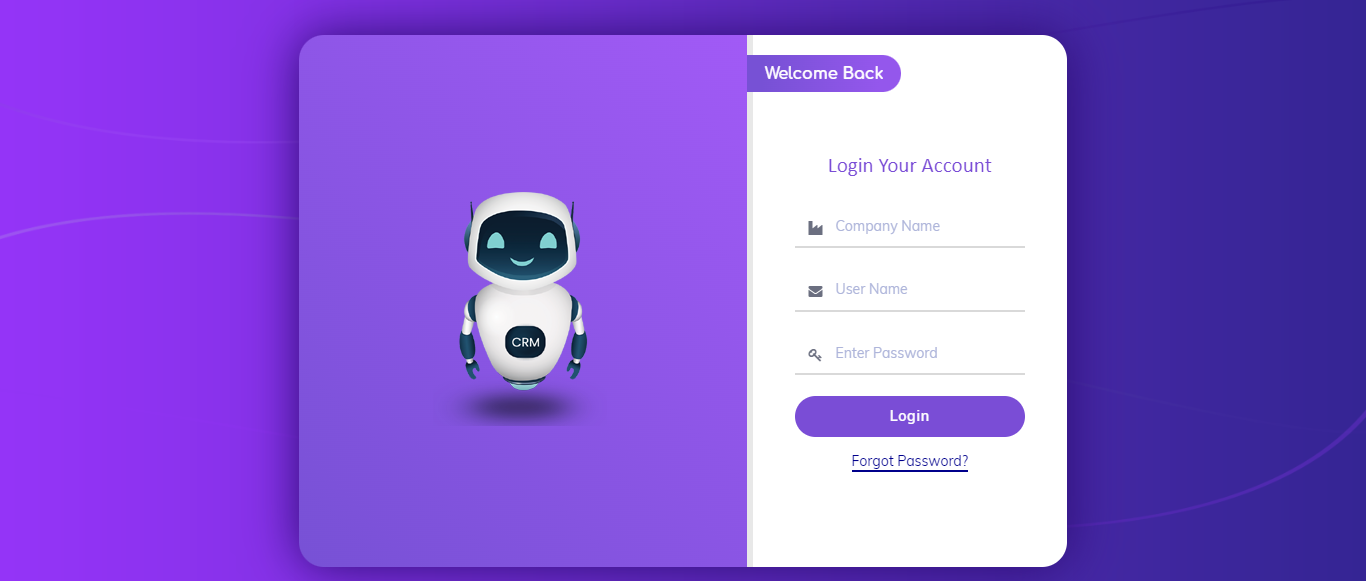 Welcome Back
Login Your Account
Company Name
User Name
CRM
Enter Password
Login
Forgot Password?